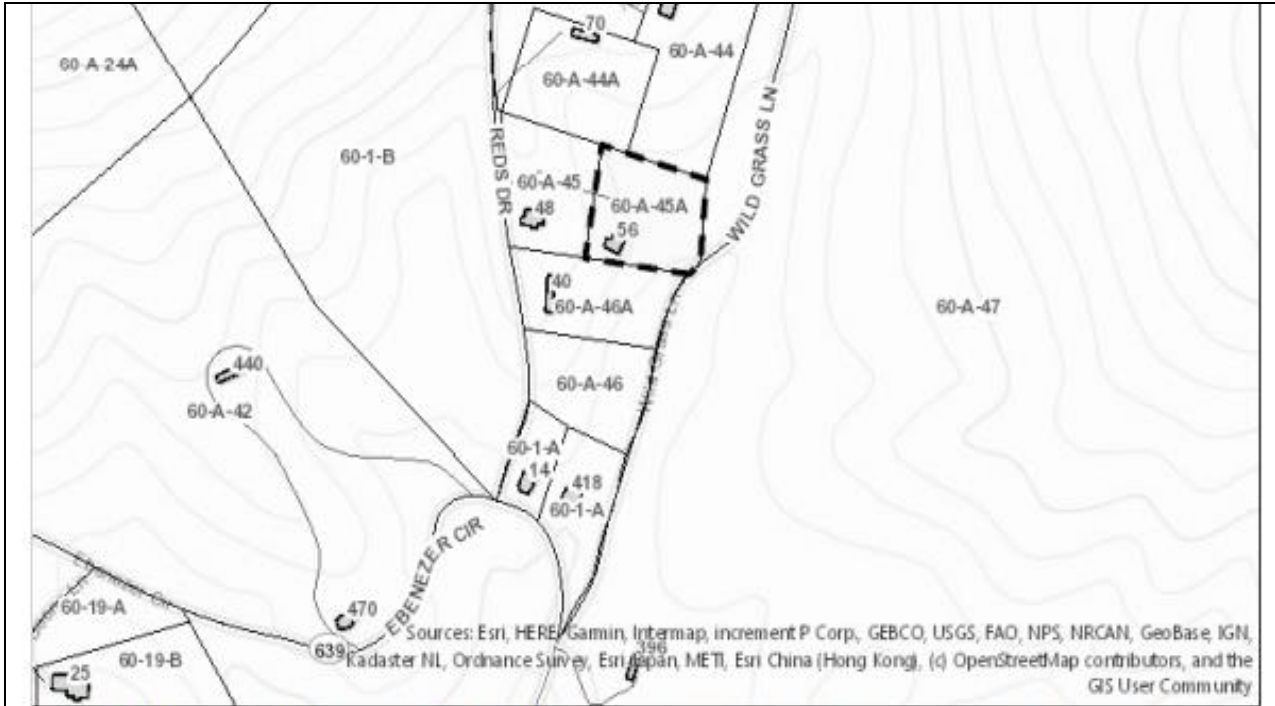 70
60-A-44
60-A-24A
60-A-44A
WILD GRASS LN
REDS DR
60-1-B
60-A-45
60-A-45A
48
56
40
60-A-46A
60-A-47
440
60-A-46
60-A-42
60-1-A
14
418
60-1-A
EBENEZER CIR
Ebenezer Cir
60-19-A
470
639
60-19-B
25
396
Sources: Esri, HERE, Garmin, Intermap, increment P Corp., GEBCO, USGS, FAO, NPS, NRCAN, GeoBase, IGN,
Kadaster NL, Ordnance Survey, Esri Japan, METI, Esri China (Hong Kong), (c) OpenStreetMap contributors, and the
GIS User Community